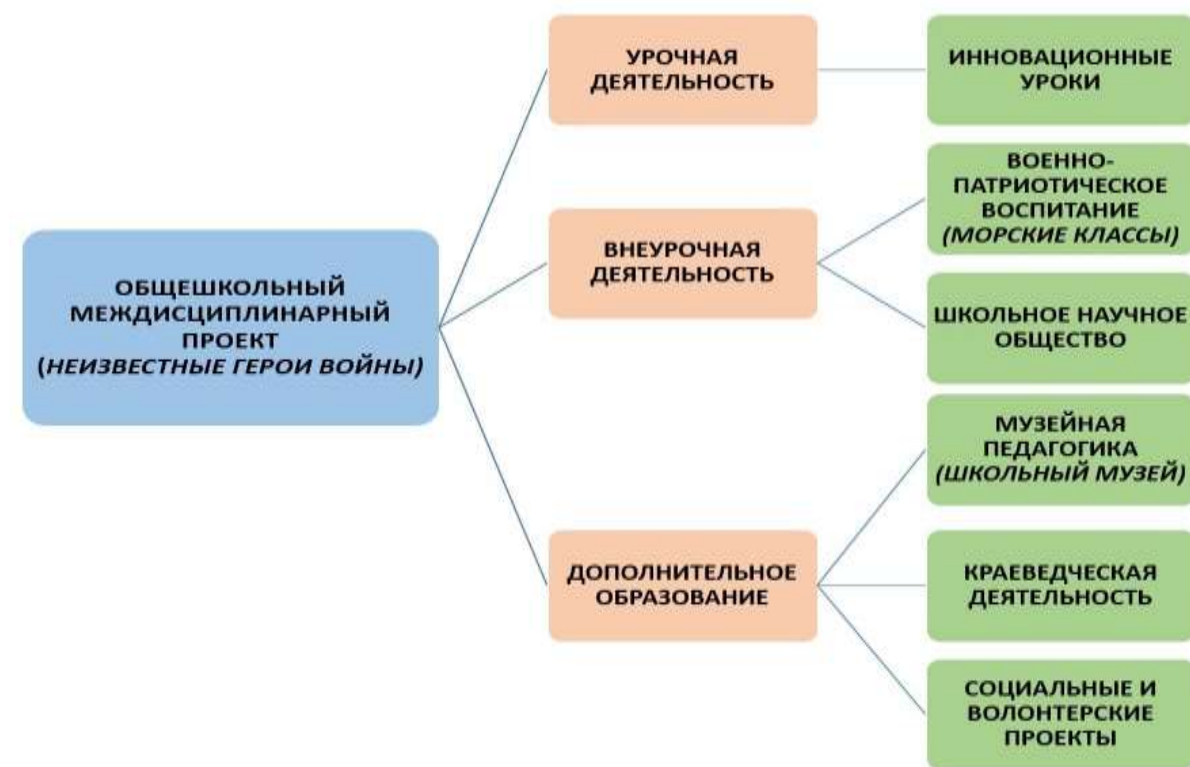 ОБЩЕШКОЛЬНЫЙ
МЕЖДИСЦИПЛИНАРНЫЙ
ПРОЕКТ
(НЕИЗВЕСТНЫЕ ГЕРОИ ВОЙНЫ)
УРОЧНАЯ
ДЕЯТЕЛЬНОСТЬ
ИННОВАЦИОННЫЕ
УРОКИ
ВНЕУРОЧНАЯ
ДЕЯТЕЛЬНОСТЬ
ВОЕННО-
ПАТРИОТИЧЕСКОЕ
ВОСПИТАНИЕ
(МОРСКИЕ КЛАССЫ)
ШКОЛЬНОЕ НАУЧНОЕ
ОБЩЕСТВО
ДОПОЛНИТЕЛЬНОЕ
ОБРАЗОВАНИЕ
МУЗЕЙНАЯ
ПЕДАГОГИКА
(ШКОЛЬНЫЙ МУЗЕЙ)
КРАЕВЕДЧЕСКАЯ
ДЕЯТЕЛЬНОСТЬ
СОЦИАЛЬНЫЕ И
ВОЛОНТЕРСКИЕ
ПРОЕКТЫ